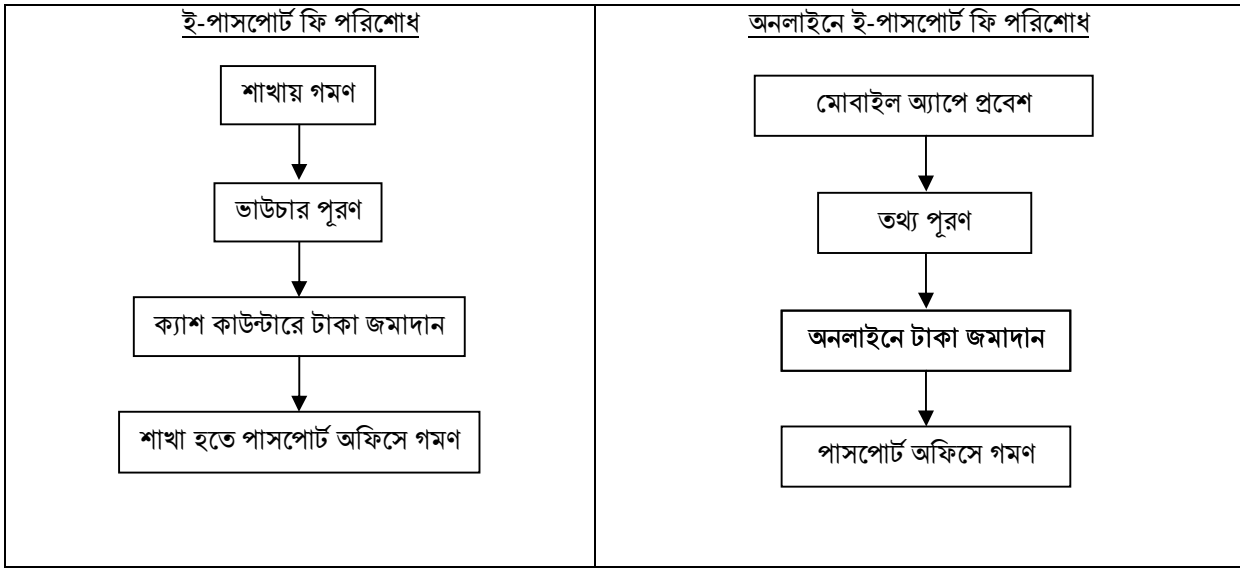 ই-পাসপোর্ট ফি পরিশোধ
শাখায় গমণ
ভাউচার পূরণ
ক্যাশ কাউন্টারে টাকা জমাদান
শাখা হতে পাসপোর্ট অফিসে গমণ
অনলাইনে ই-পাসপোর্ট ফি পরিশোধ
মোবাইল অ্যাপে প্রবেশ
তথ্য পূরণ
অনলাইনে টাকা জমাদান
পাসপোর্ট অফিসে গমণ